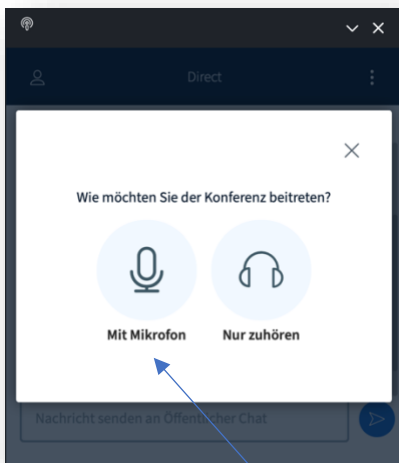 Direct
Wie möchten Sie der Konferenz beitreten?
Mit Mikrofon
Nur zuhören
Nachricht senden an Öffentlicher Chat